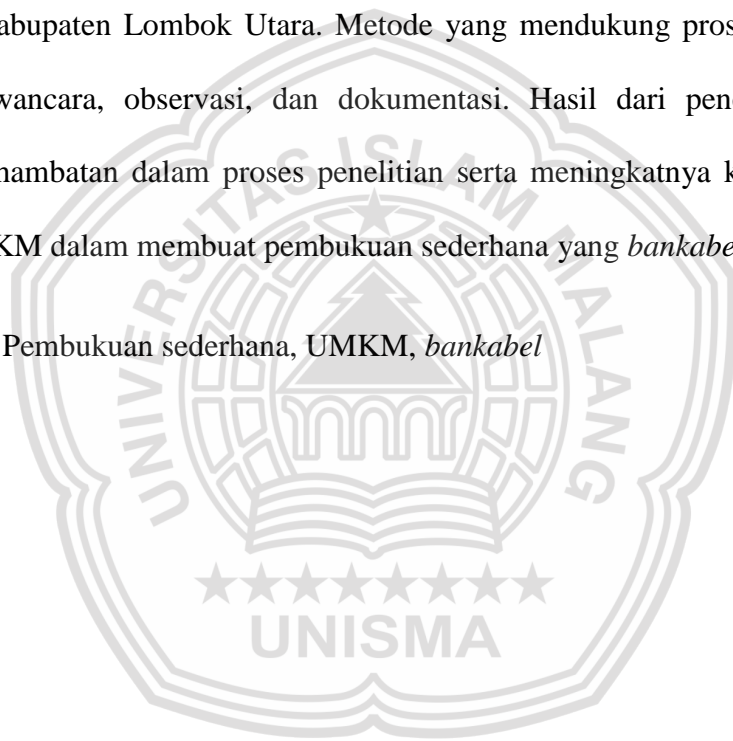 abupaten Lombok Utara. Metode yang mendukung pros
wancara, observasi, dan dokumentasi. Hasil dari pen
hambatan dalam proses penelitian serta meningkatnya k
KM dalam membuat pembukuan sederhana yang bankabe
Pembukuan sederhana, UMKM, bankabel
UNIVERSITAS ISLAM MALANG
UNISMA